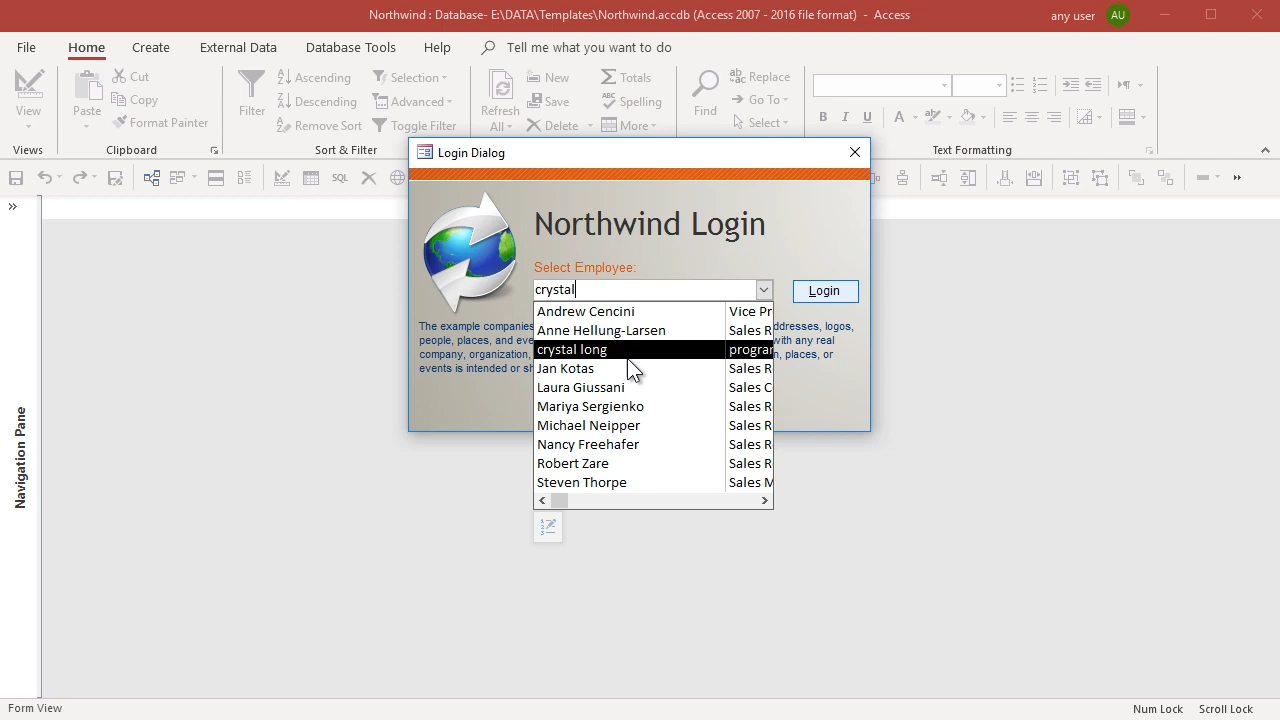 Northwind : Database- E:\DATA\Templates\Northwind.accdb (Access 2007 - 2016 file format) - Access
any user AU
File Home Create External Data Database Tools Help Tell me what you want to do
View
Views
Paste
Cut
Copy
Format Painter
Clipboard
Filter
Ascending
Descending
Remove Sort
Selection
Advanced
Toggle Filter
Sort & Filter
Refresh
All
New
Save
Delete
Totals
Spelling
More
Find
Replace
Go To
Select
B I U A
Text Formatting
SQL
Login Dialog
Northwind Login
Select Employee:
crystal
Login
Andrew Cencini Vice Pr
Anne Hellung-Larsen Sales R
crystal long program
Jan Kotas Sales R
Laura Giussani Sales C
Mariya Sergienko Sales R
Michael Neipper Sales R
Nancy Freehafer Sales R
Robert Zare Sales R
Steven Thorpe Sales M
The example companies ddresses, logos,
people, places, and eve with any real
company, organization, n, places, or
events is intended or sh
Navigation Pane
Form View Num Lock Scroll Lock